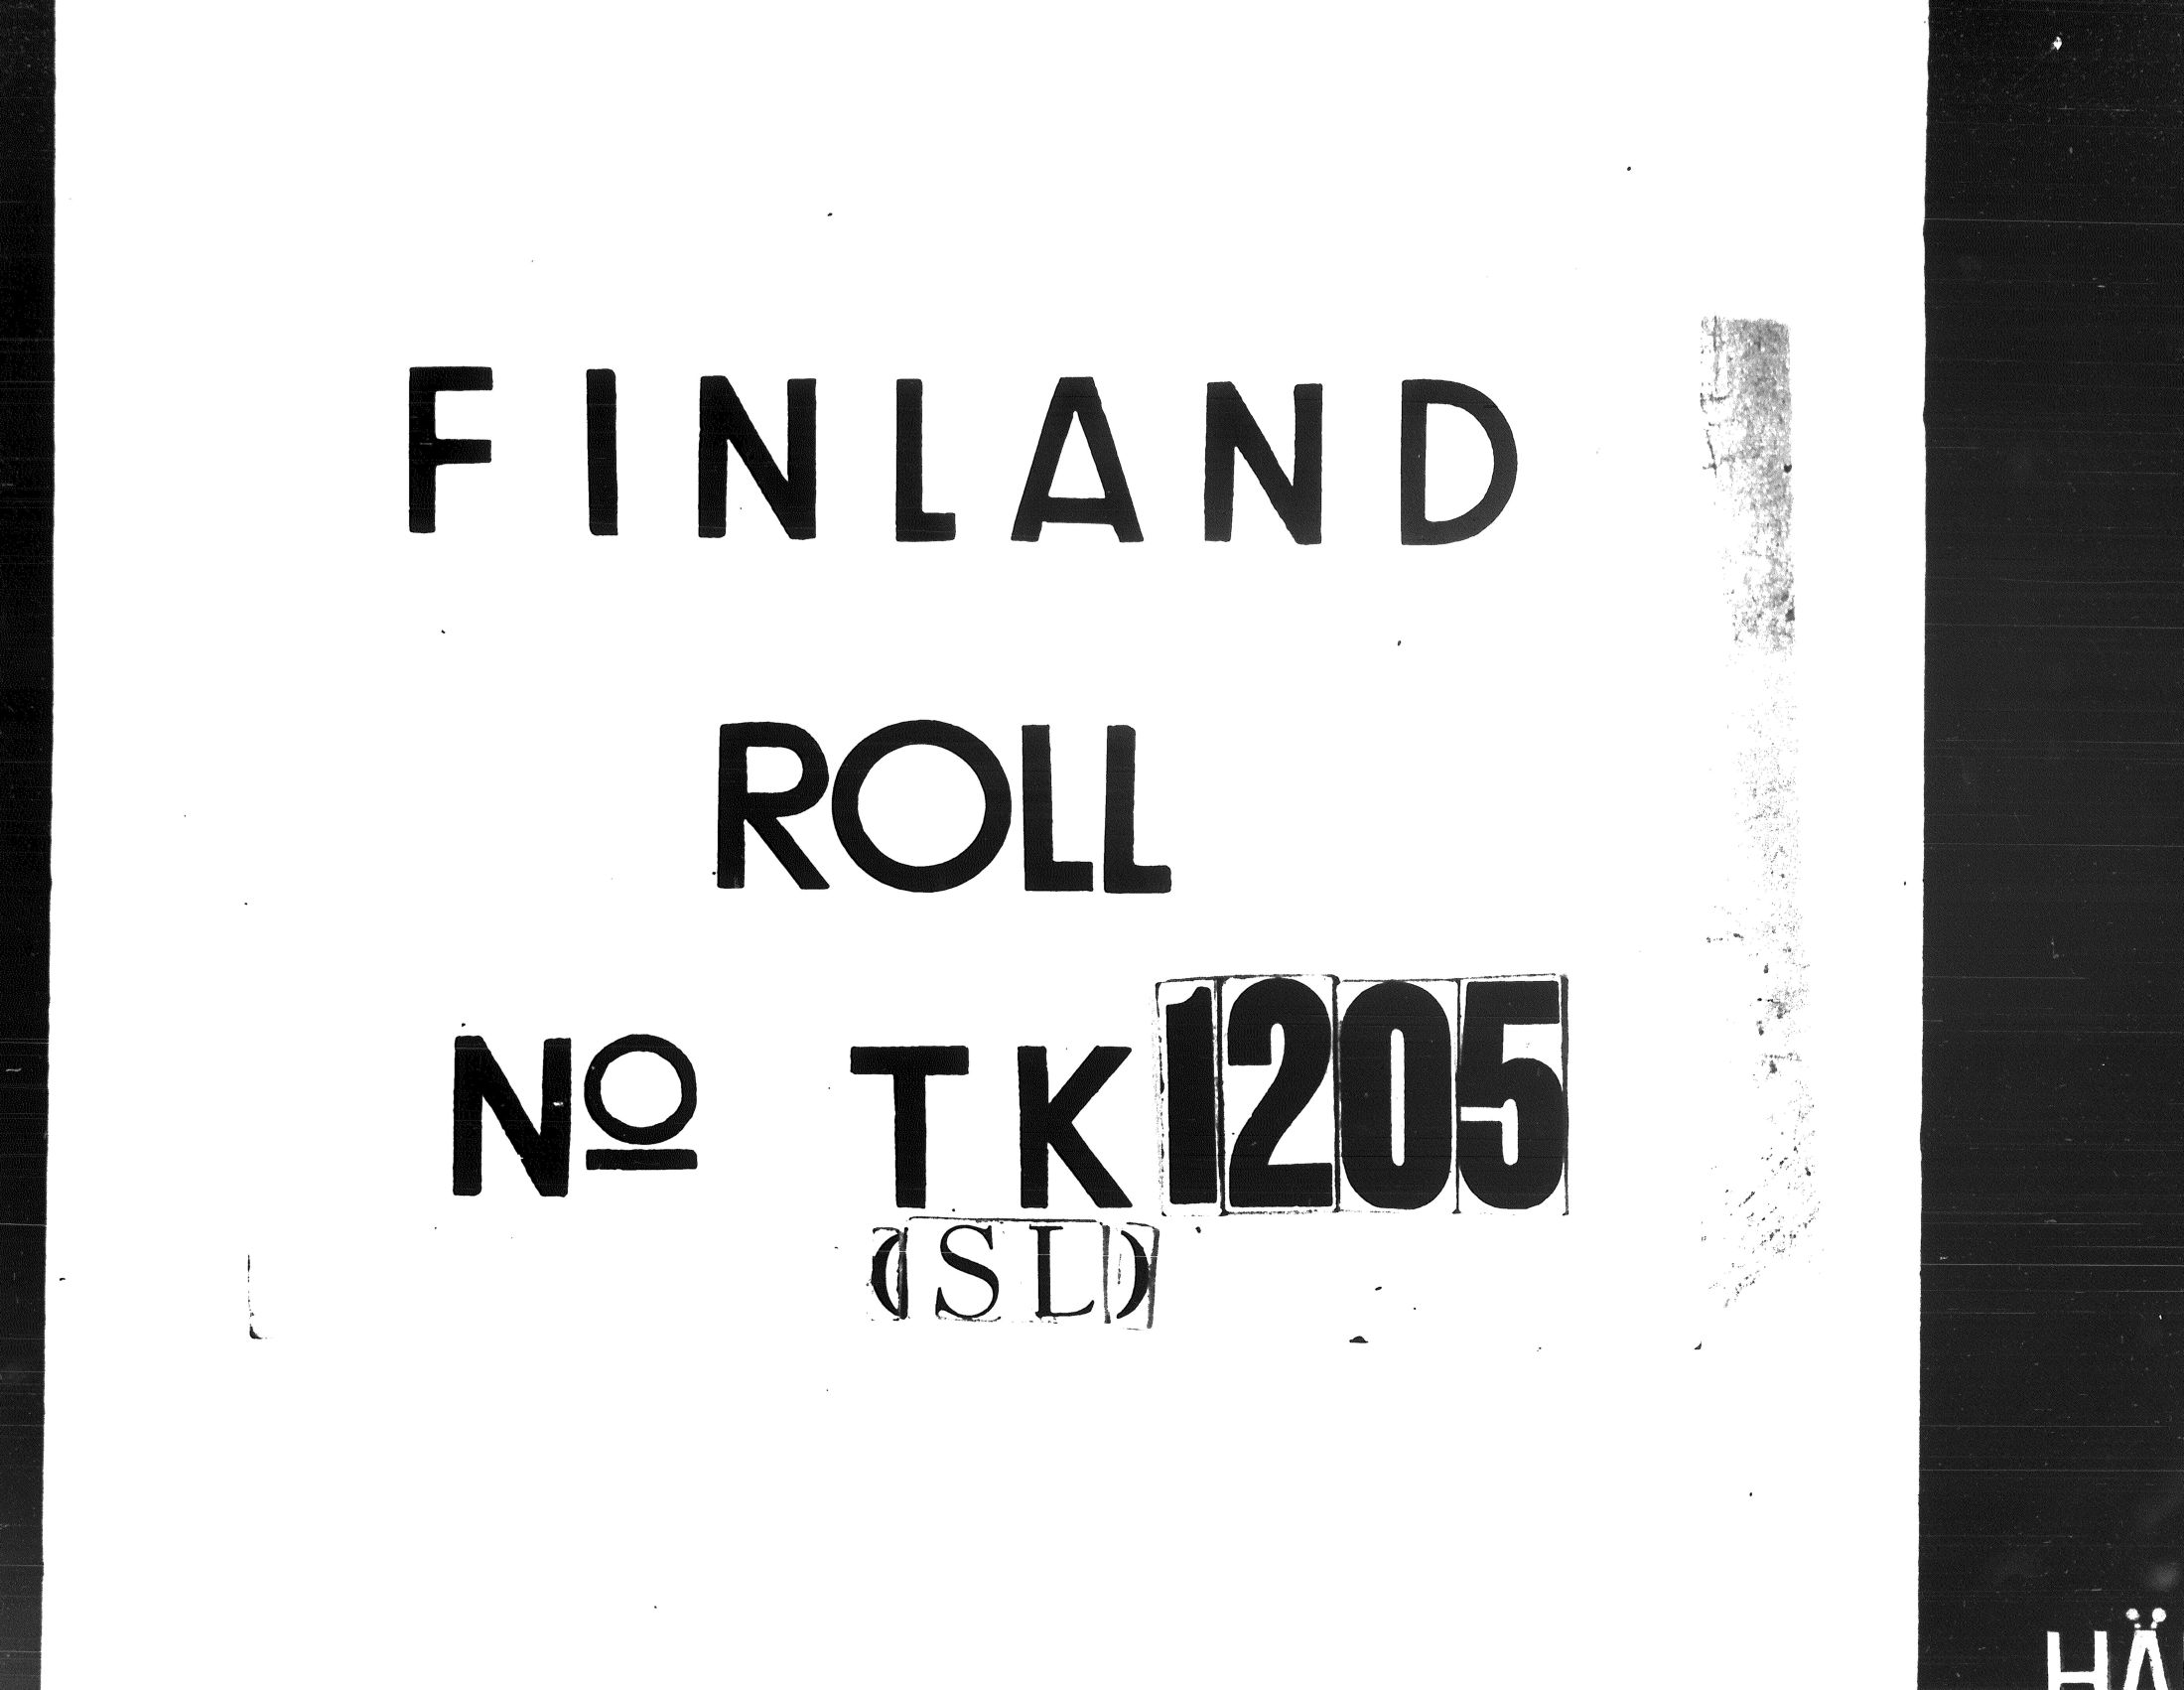 FINLAND
ROLL
Nº TK 1205
(SL)